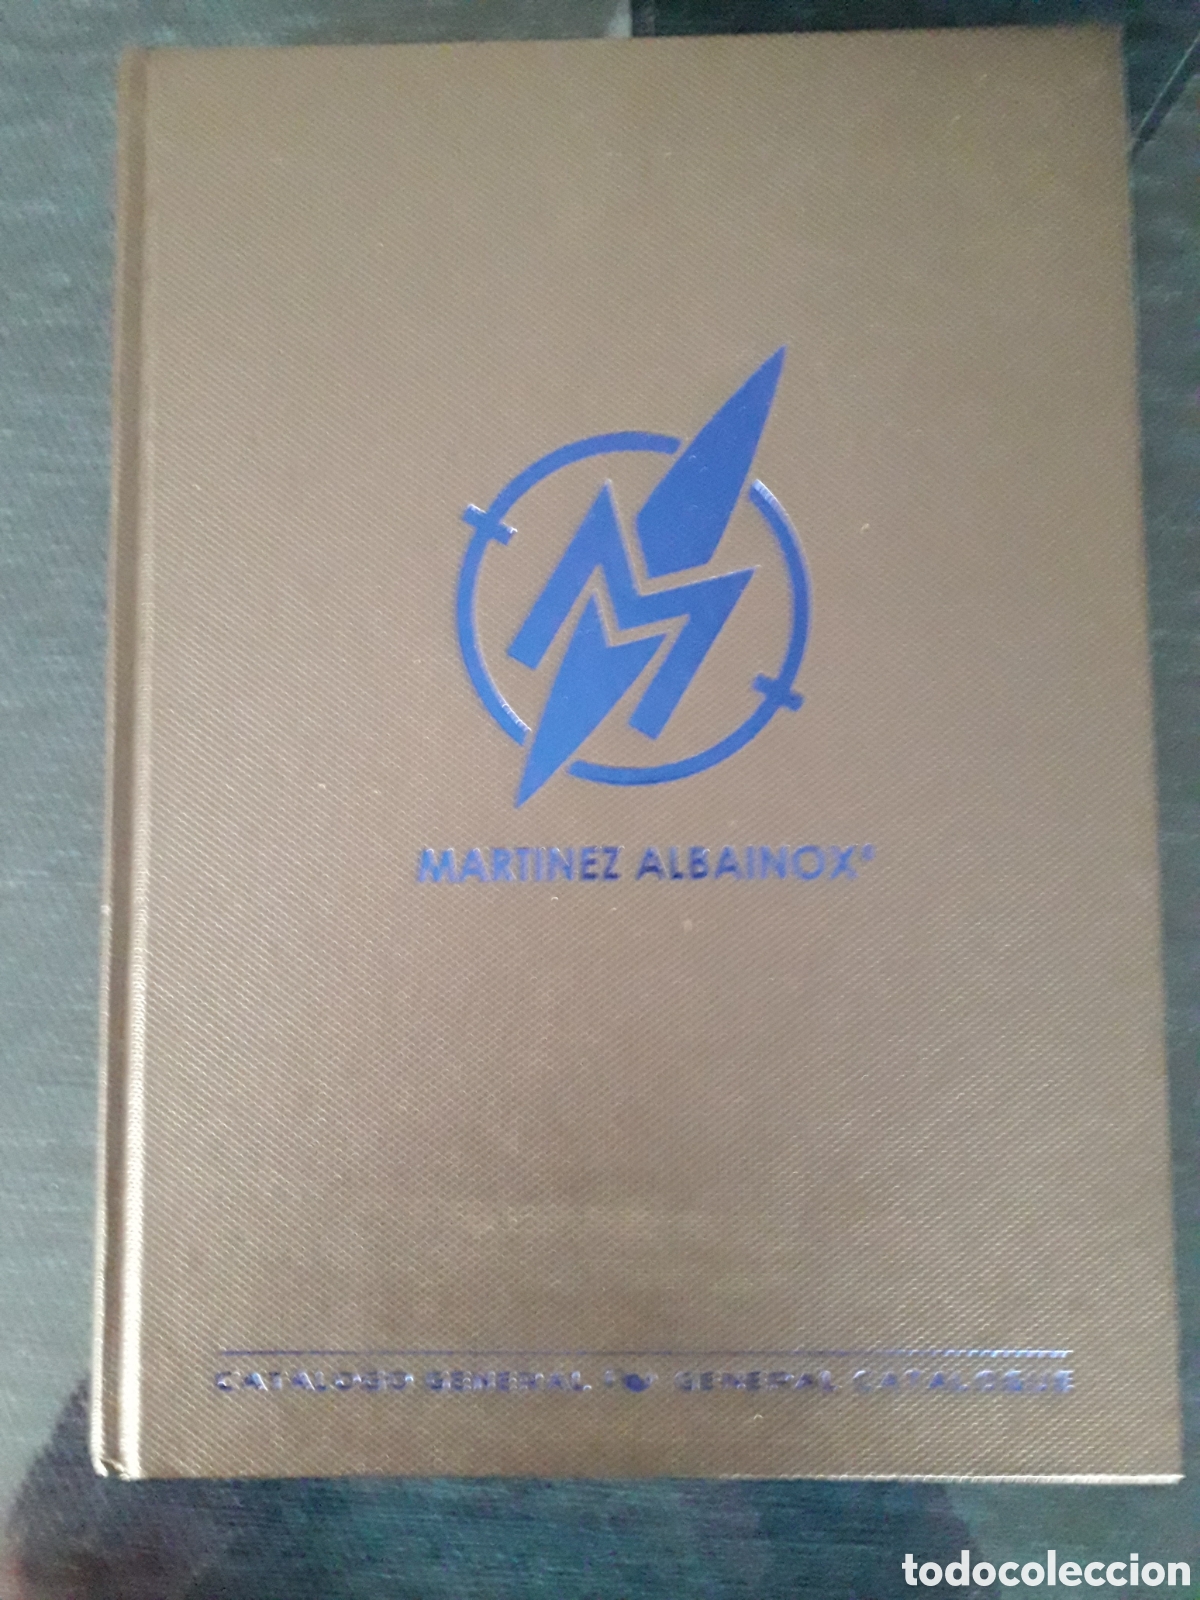 MARTINEZ ALBAINOX®
CATALOGO GENERAL GENERAL CATALOGUE
todocoleccion